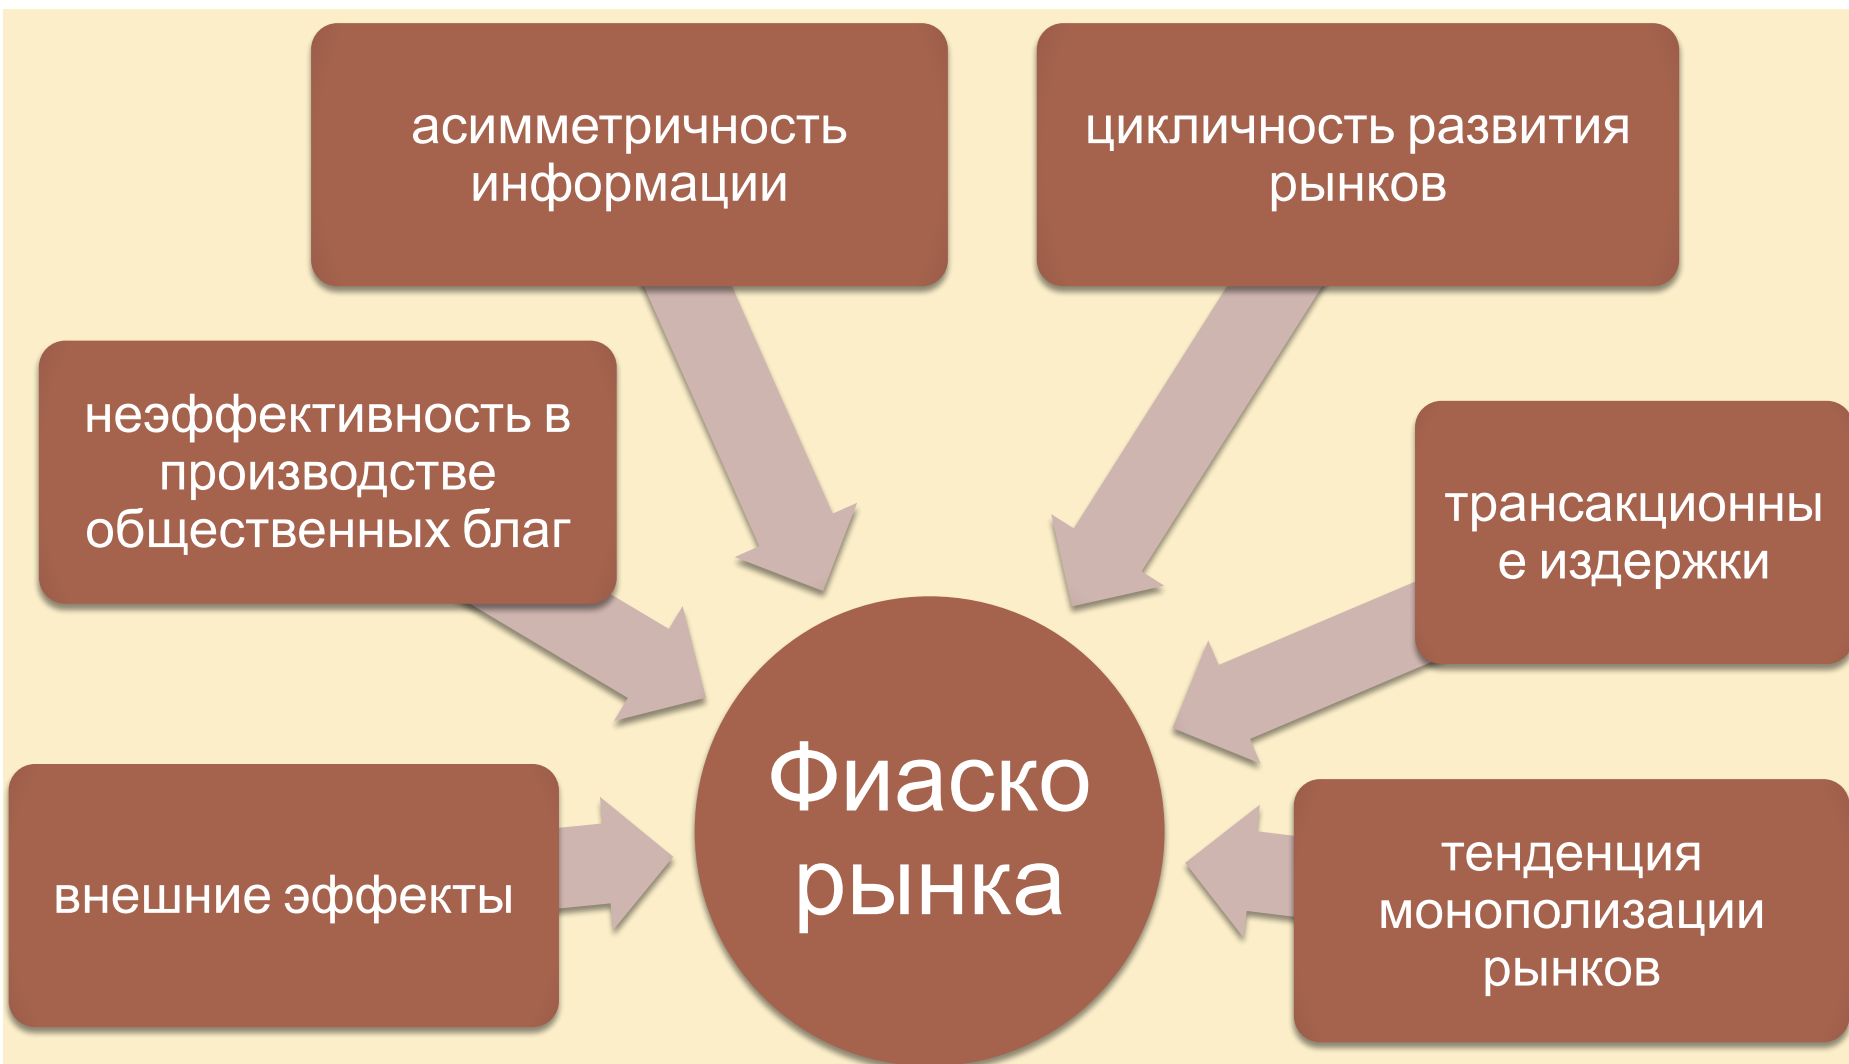 асимметричность
информации
цикличность развития
рынков
неэффективность в
производстве
общественных благ
трансакционны
е издержки
Фиаско
рынка
внешние эффекты
тенденция
монополизации
рынков